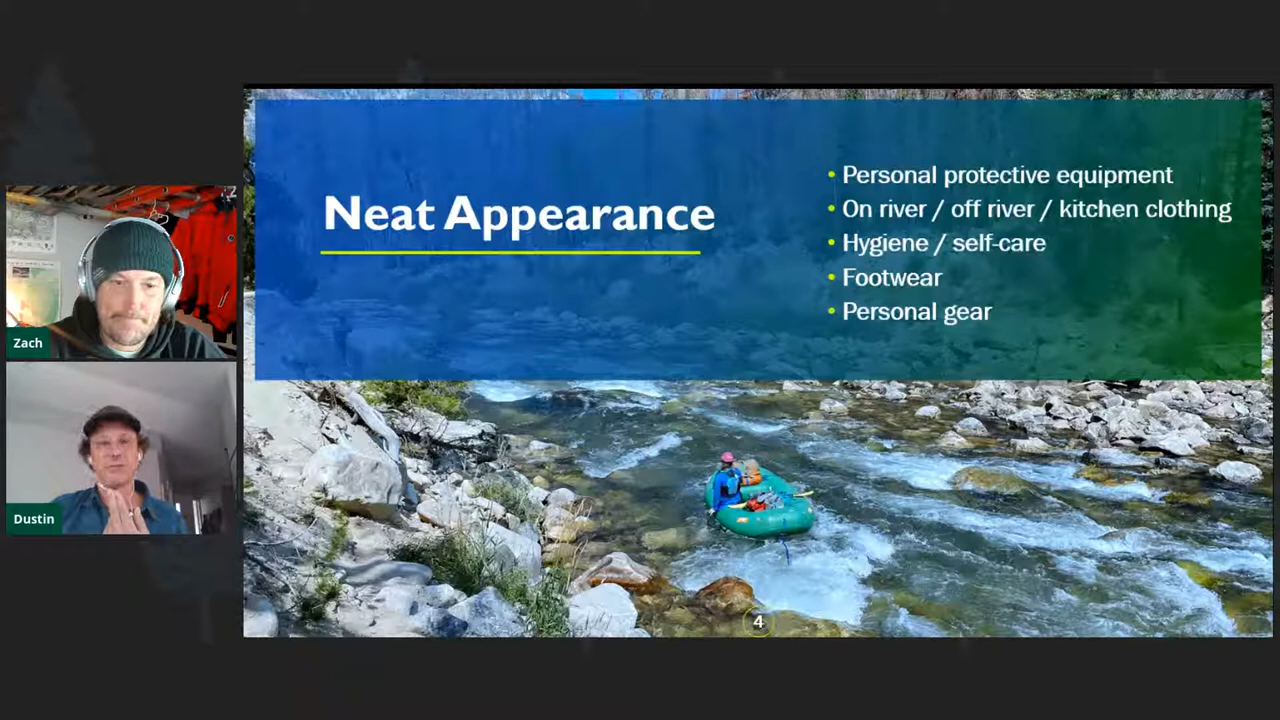 Neat Appearance
• Personal protective equipment
• On river / off river / kitchen clothing
• Hygiene / self-care
• Footwear
• Personal gear
Zach
Dustin
4